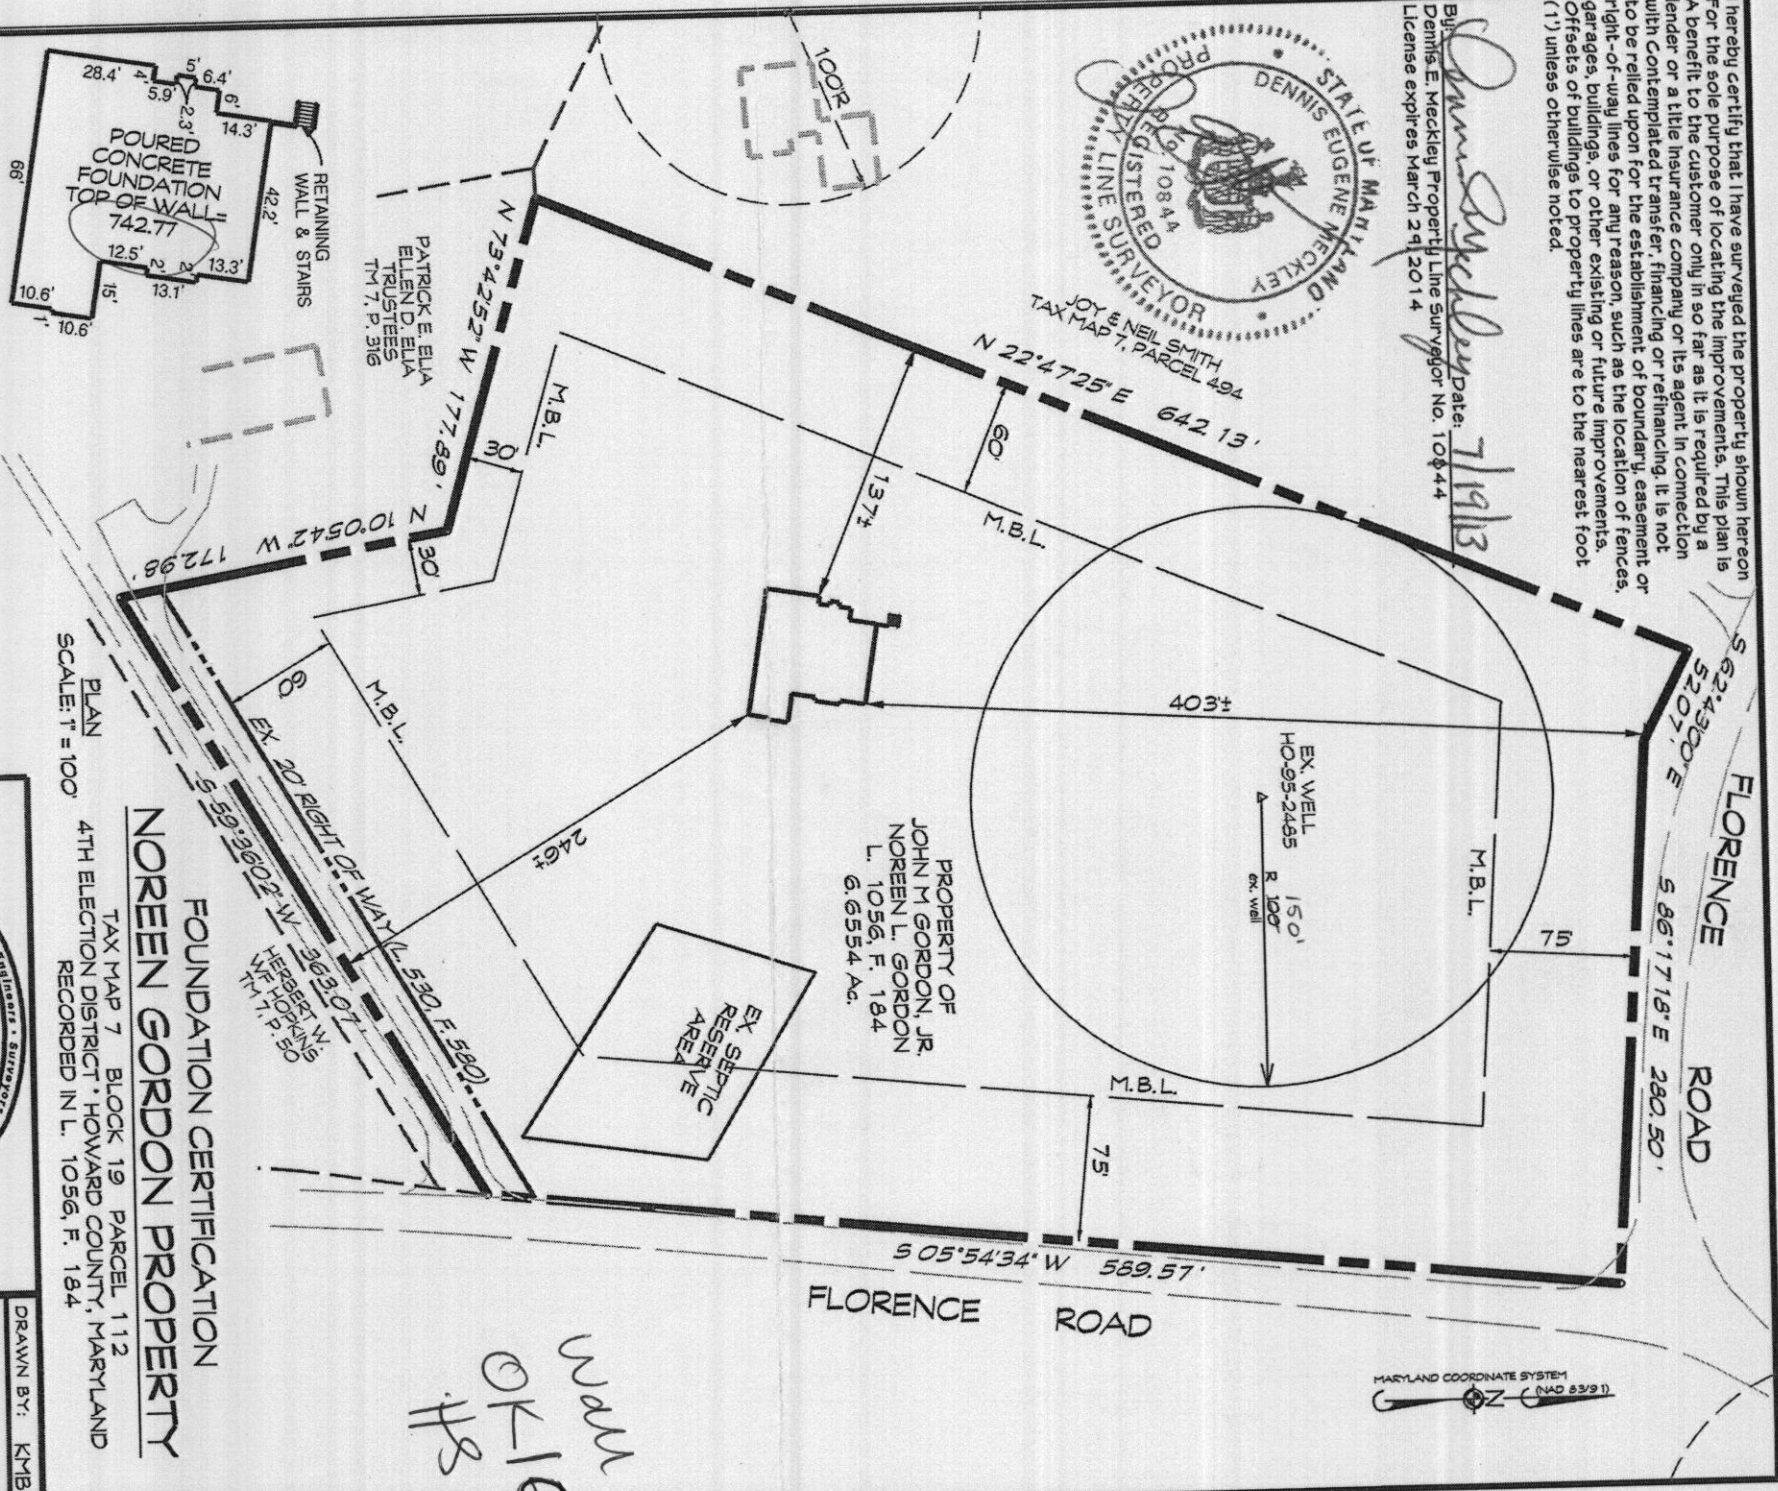 I hereby certify that I have surveyed the property shown hereon
For the sole purpose of locating the improvements. This plan is
A benefit to the customer only in so far as it is required by a
lender or a title insurance company or its agent in connection
with Contemplated transfer, financing or refinancing. It is not
to be relied upon for the establishment of boundary, easement or
right-of-way lines for any reason, such as the location of fences,
garages, buildings, or other existing or future improvements.
Offsets of buildings to property lines are to the nearest foot
(1') unless otherwise noted.
Date: 7/19/13
By:
Dennis E. Meckley Property Line Surveyor No. 10844
License expires March 29, 2014
STATE OF MARYLAND
DENNIS EUGENE MECKLEY
No 10844
REGISTERED
PROPERTY LINE SURVEYOR
JOY & NEIL SMITH
TAX MAP 7, PARCEL 494
N 22°47'25" E 642.13'
S 62°43'00" E
52.07'
FLORENCE ROAD
S 86°17'18" E 280.50'
MARYLAND COORDINATE SYSTEM
(NAD 83/91)
N
100'R
60'
137'±
M.B.L.
75'
M.B.L.
403'±
EX. WELL
HO-95-2485
150'
R 100'
ex. well
M.B.L.
75'
S 05°54'34" W 589.57'
FLORENCE ROAD
PROPERTY OF
JOHN M GORDON, JR.
NOREEN L. GORDON
L. 1056, F. 184
6.6554 Ac.
EX. SEPTIC
RESERVE
AREA
246'±
M.B.L.
30'
N 73°42'52" W 177.89'
PATRICK E. ELIA
ELLEN D. ELIA
TRUSTEES
TM 7, P. 316
N 10°05'42" W 172.98'
30'
60'
M.B.L.
EX. 20' RIGHT OF WAY (L. 530, F. 580)
S 59°36'02" W 363.07'
HERBERT W.
WF HOPKINS
TM 7, P. 50
RETAINING
WALL & STAIRS
POURED
CONCRETE
FOUNDATION
TOP OF WALL=
742.77
28.4'
4'
5.9'
5'
2.3'
6.4'
6'
14.3'
42.2'
13.3'
2'
2'
13.1'
12.5'
15'
10.6'
1'
10.6'
66'
PLAN
SCALE: 1" = 100'
FOUNDATION CERTIFICATION
NOREEN GORDON PROPERTY
TAX MAP 7 BLOCK 19 PARCEL 112
4TH ELECTION DISTRICT * HOWARD COUNTY, MARYLAND
RECORDED IN L. 1056, F. 184
Wall
OK
Engineers • Surveyors
DRAWN BY: KMB